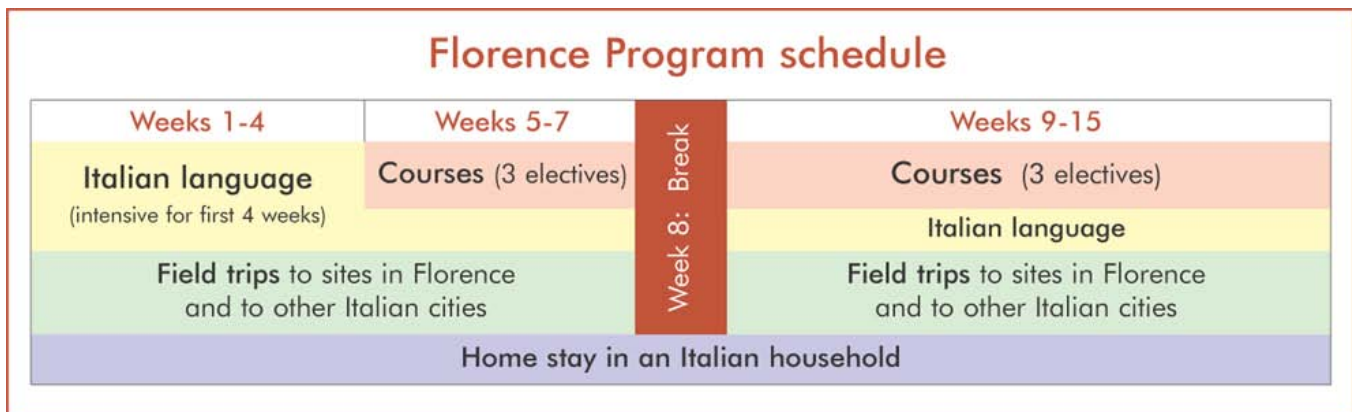 Florence Program schedule
Weeks 1-4
Weeks 5-7
Week 8: Break
Weeks 9-15
Italian language
(intensive for first 4 weeks)
Courses (3 electives)
Courses (3 electives)
Italian language
Field trips to sites in Florence
and to other Italian cities
Field trips to sites in Florence
and to other Italian cities
Home stay in an Italian household